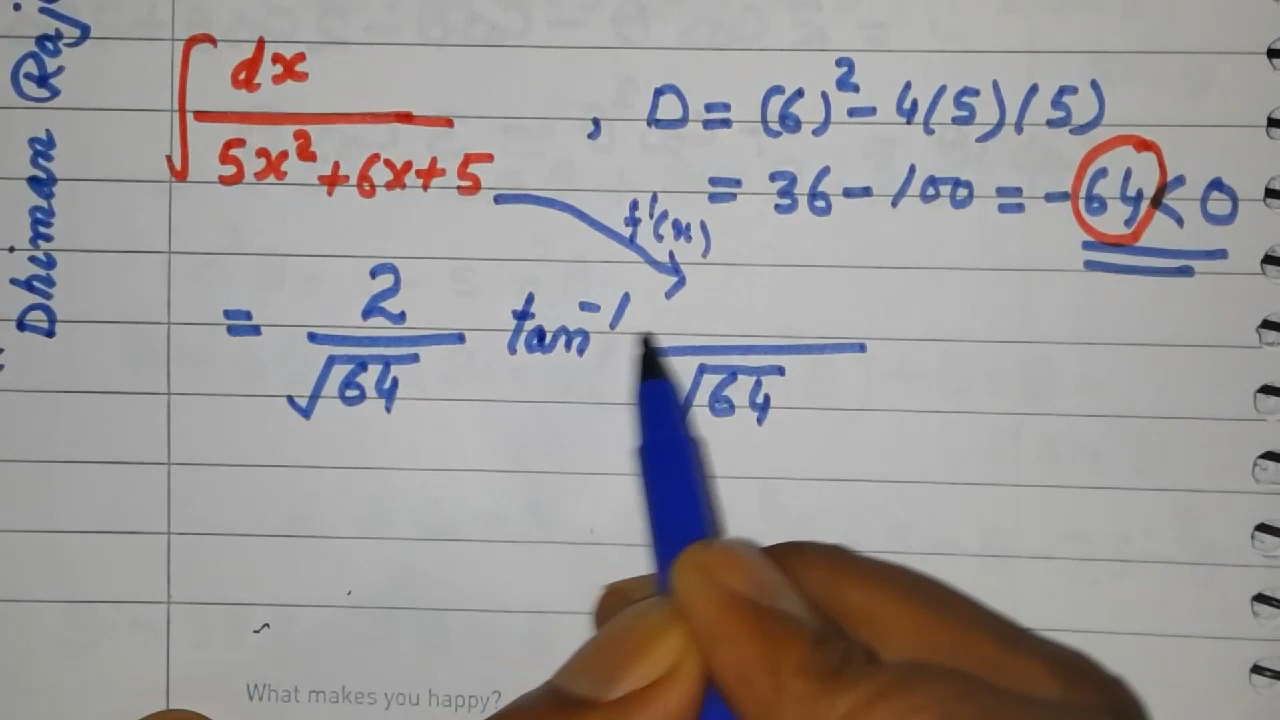 Dhiman Raj
∫ dx / 5x²+6x+5 , D = (6)² - 4(5)(5)
= 36 - 100 = -64 < 0
f'(x)
= 2/√64 tan⁻¹ /√64
What makes you happy?